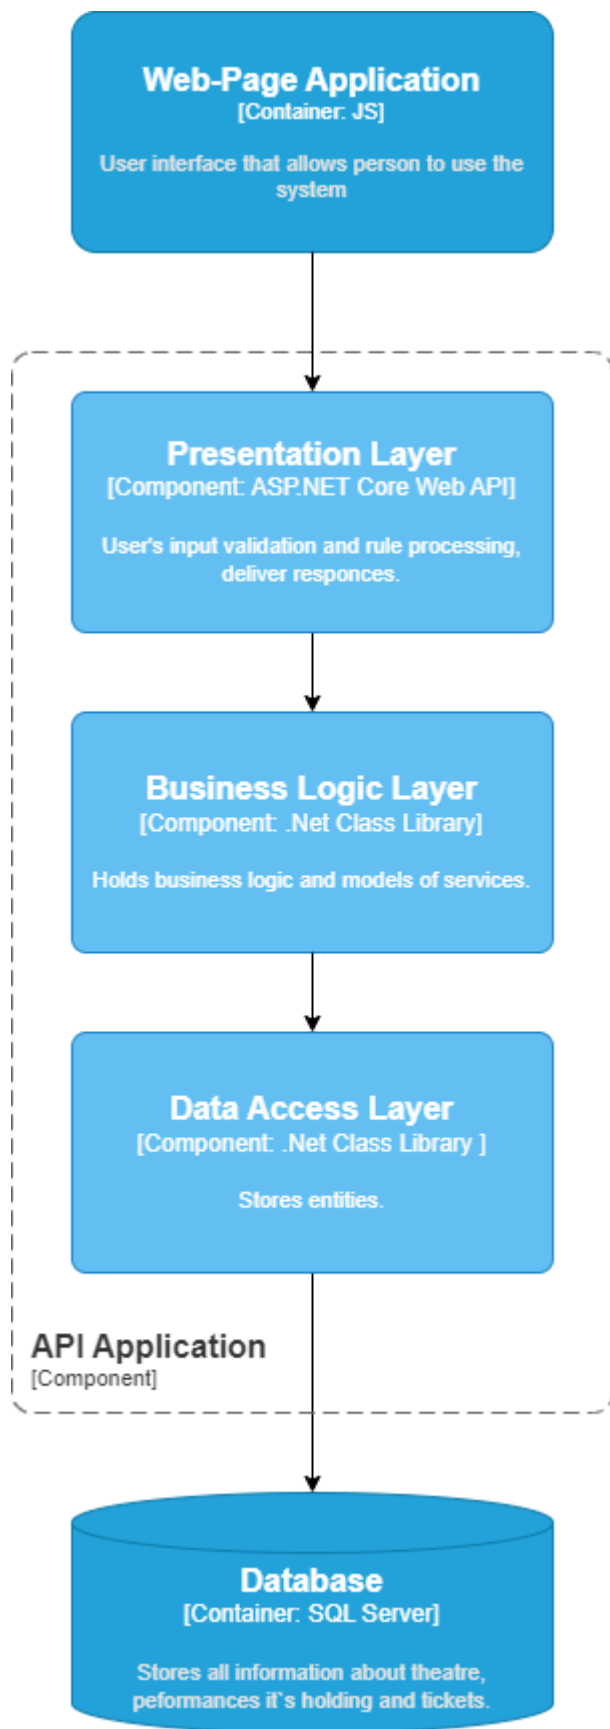 Web-Page Application
[Container: JS]
User interface that allows person to use the
system
Presentation Layer
[Component: ASP.NET Core Web API]
User's input validation and rule processing,
deliver responces.
Business Logic Layer
[Component: .Net Class Library]
Holds business logic and models of services.
Data Access Layer
[Component: .Net Class Library ]
Stores entities.
API Application
[Component]
Database
[Container: SQL Server]
Stores all information about theatre,
peformances it`s holding and tickets.